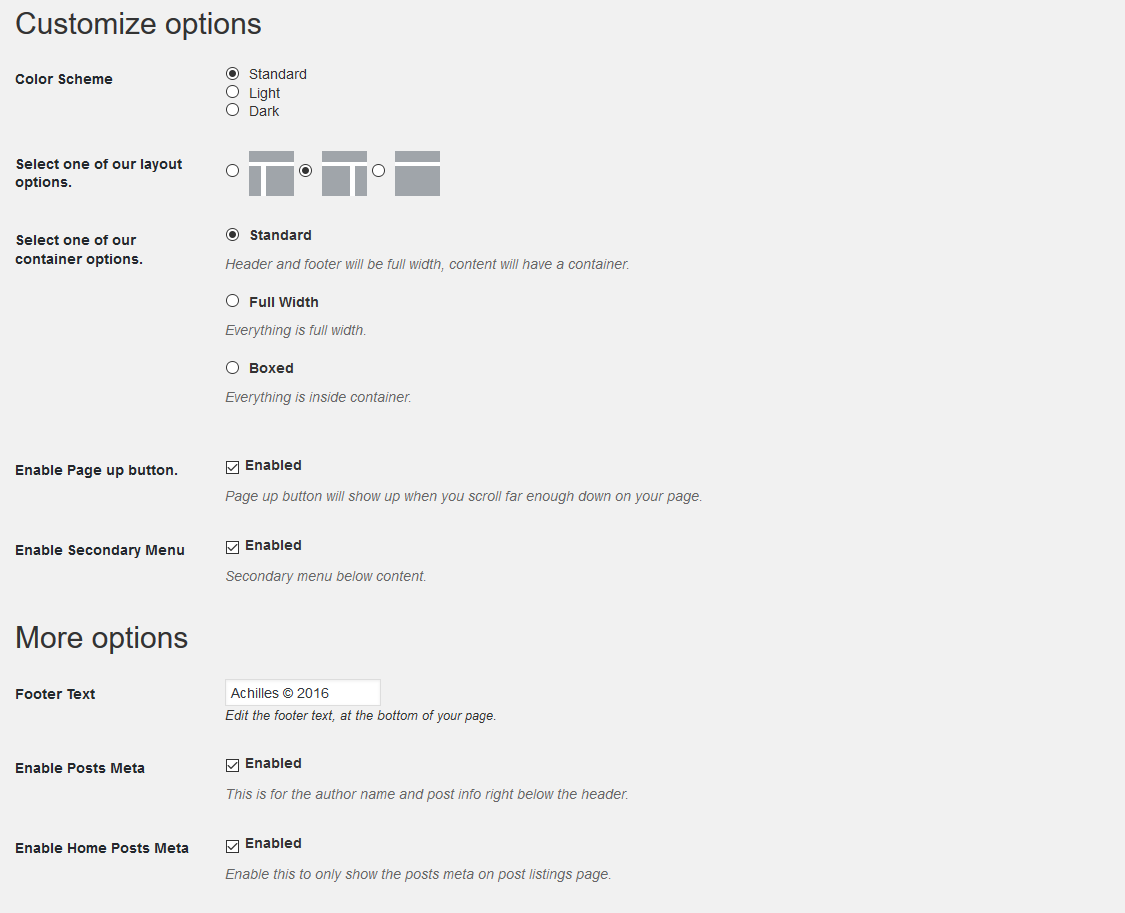 Customize options
Color Scheme
Standard
Light
Dark
Select one of our layout
options.
Select one of our
container options.
Standard
Header and footer will be full width, content will have a container.
Full Width
Everything is full width.
Boxed
Everything is inside container.
Enable Page up button.
Enabled
Page up button will show up when you scroll far enough down on your page.
Enable Secondary Menu
Enabled
Secondary menu below content.
More options
Footer Text
Achilles © 2016
Edit the footer text, at the bottom of your page.
Enable Posts Meta
Enabled
This is for the author name and post info right below the header.
Enable Home Posts Meta
Enabled
Enable this to only show the posts meta on post listings page.